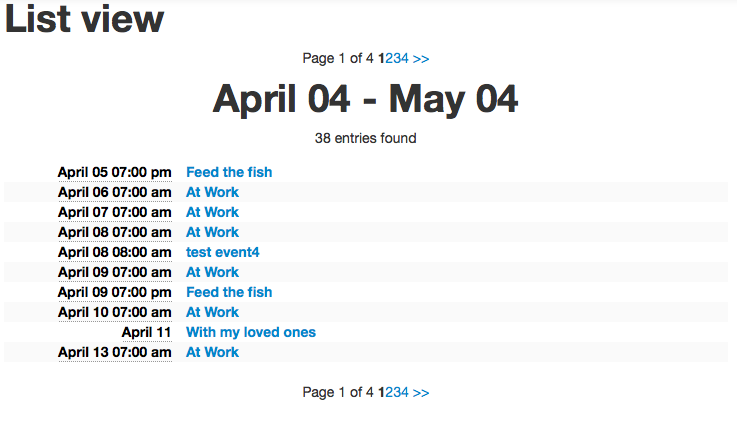 List view
Page 1 of 4 1234 >>
April 04 - May 04
38 entries found
April 05 07:00 pm Feed the fish
April 06 07:00 am At Work
April 07 07:00 am At Work
April 08 07:00 am At Work
April 08 08:00 am test event4
April 09 07:00 am At Work
April 09 07:00 pm Feed the fish
April 10 07:00 am At Work
April 11 With my loved ones
April 13 07:00 am At Work
Page 1 of 4 1234 >>